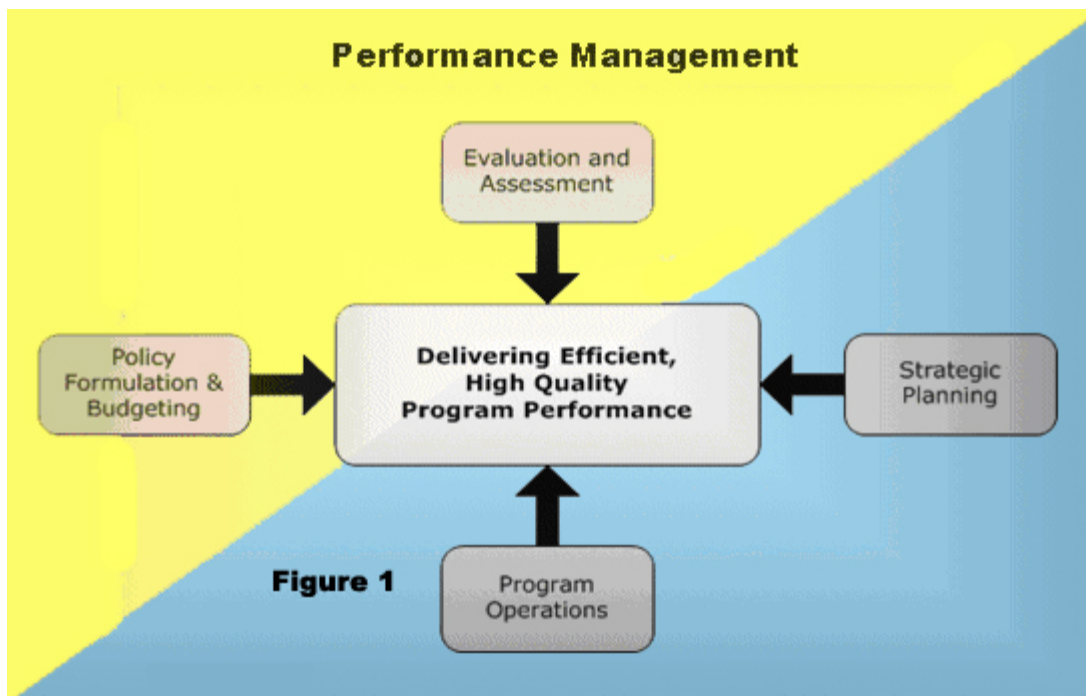 Performance Management
Evaluation and
Assessment
Policy
Formulation &
Budgeting
Delivering Efficient,
High Quality
Program Performance
Strategic
Planning
Figure 1
Program
Operations